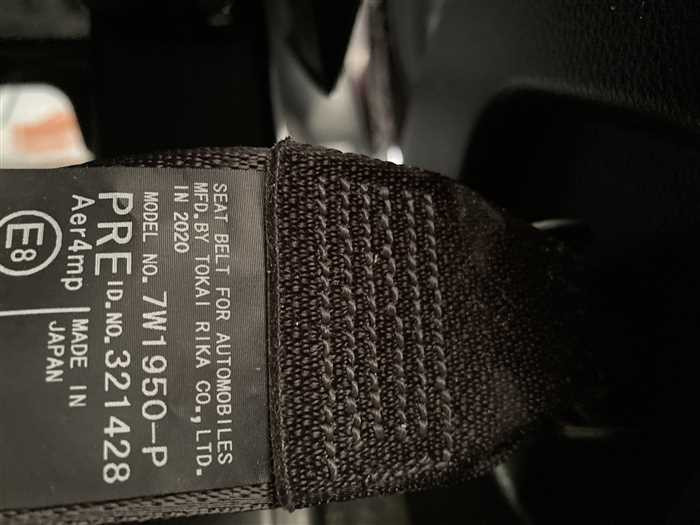 SEAT BELT FOR AUTOMOBILES
MFD.BY TOKAI RIKA CO.,LTD.
IN 2020
MODEL NO. 7W1950-P
PRE ID.NO. 321428
Aer4mp MADE IN
JAPAN
E8